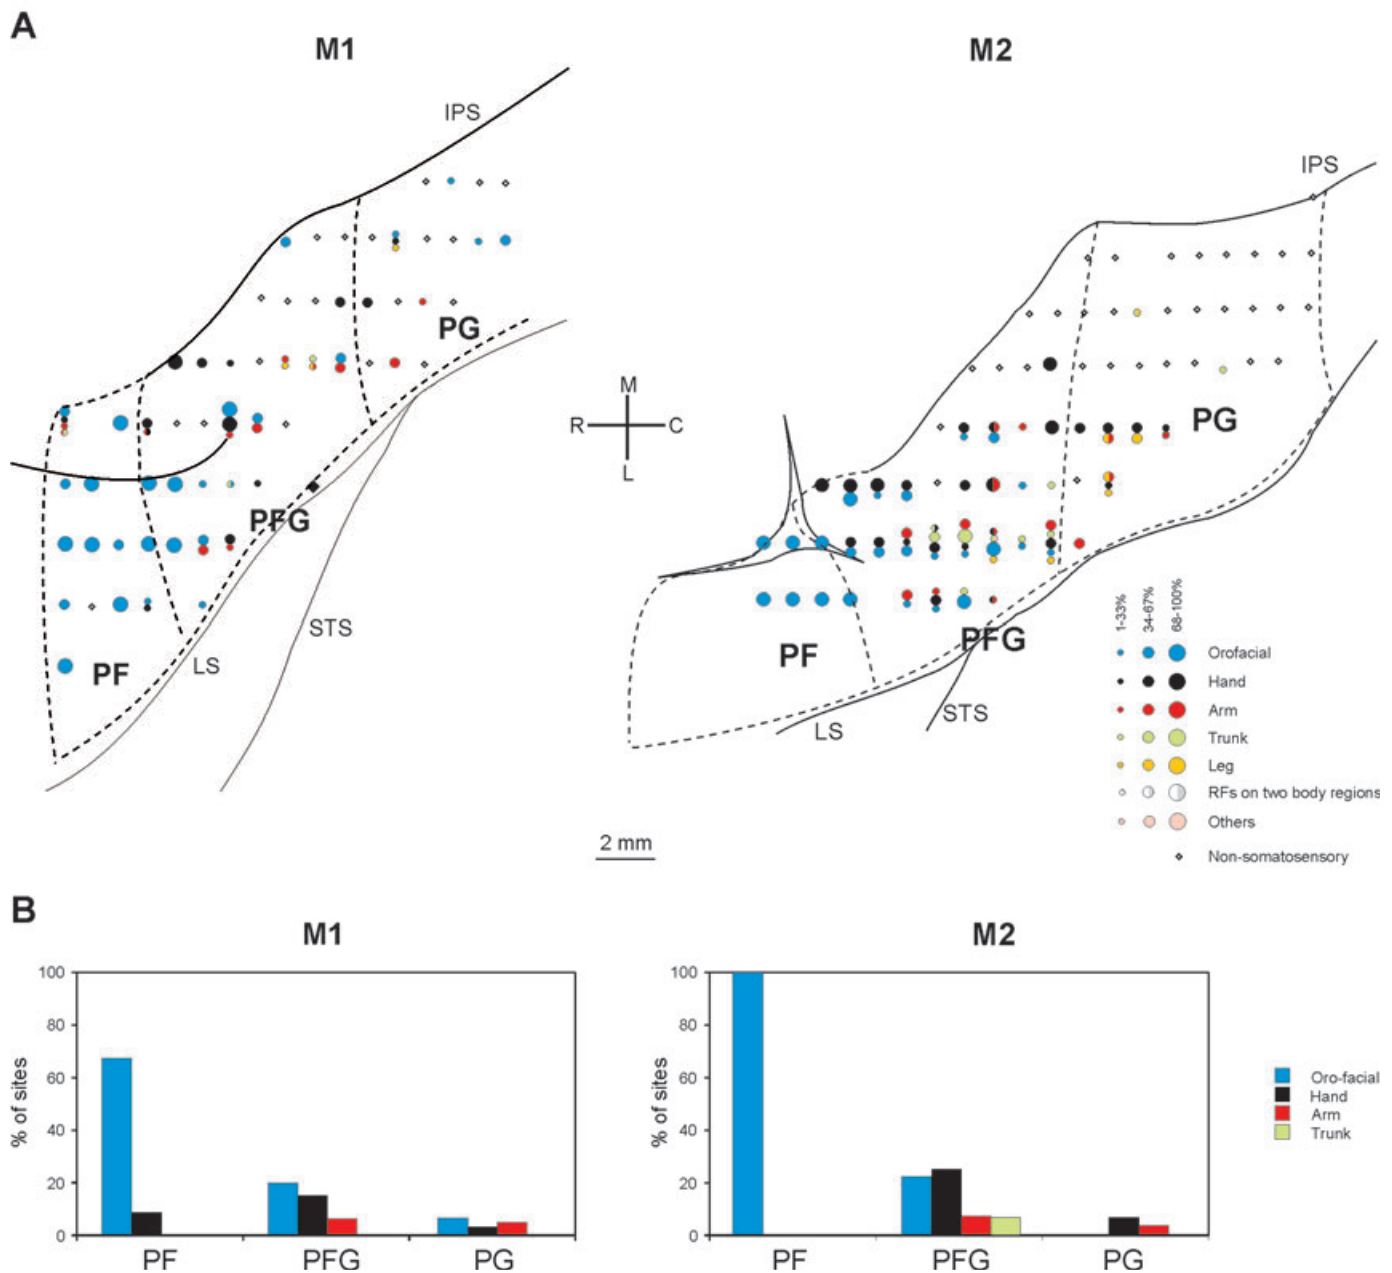 A
M1
M2
IPS
IPS
PG
PG
M
R C
L
PFG
PFG
STS
STS
PF
PF
LS
LS
1-33%
34-67%
68-100%
Orofacial
Hand
Arm
Trunk
Leg
RFs on two body regions
Others
Non-somatosensory
2 mm
B
M1
M2
% of sites
100
80
60
40
20
0
PF PFG PG
% of sites
100
80
60
40
20
0
PF PFG PG
Oro-facial
Hand
Arm
Trunk